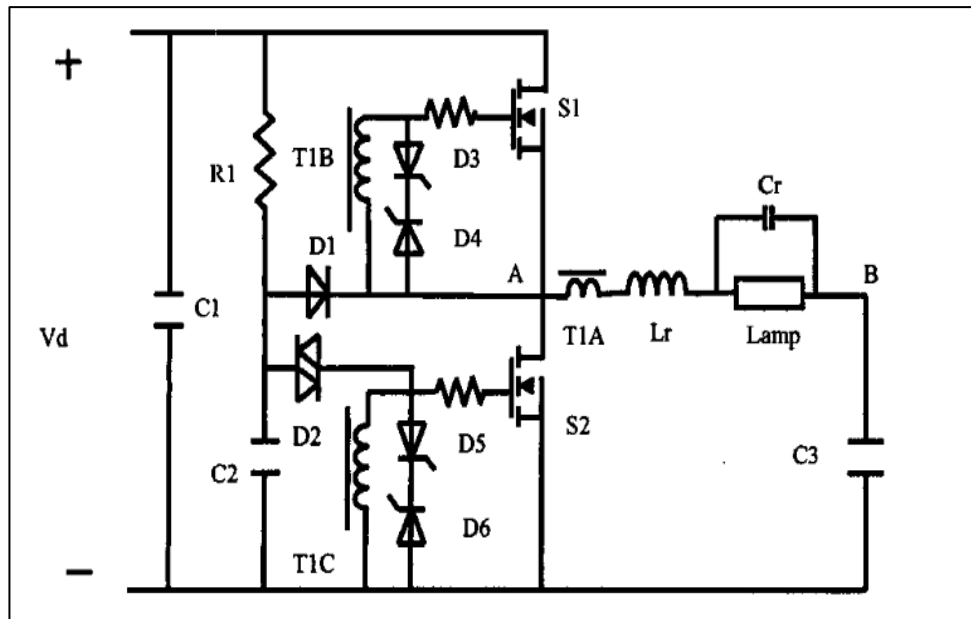 +
S1
R1
T1B
D3
Cr
D4
D1
A
B
C1
Vd
T1A
Lr
Lamp
D2
D5
S2
C2
C3
D6
T1C
−